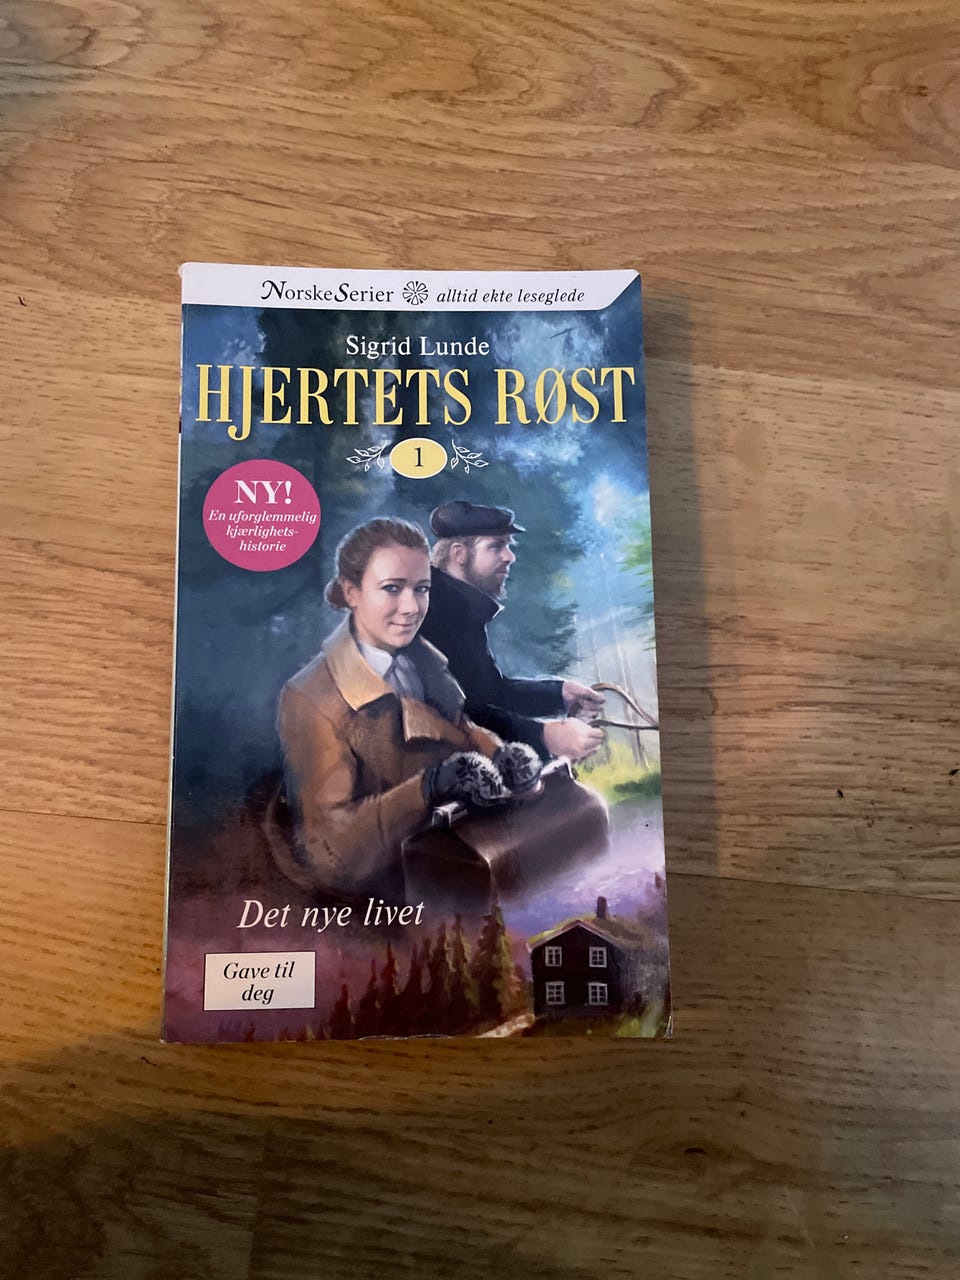 NorskeSerier alltid ekte leseglede
Sigrid Lunde
HJERTETS RØST
1
NY!
En uforglemmelig
kjærlighets-
historie
Det nye livet
Gave til
deg